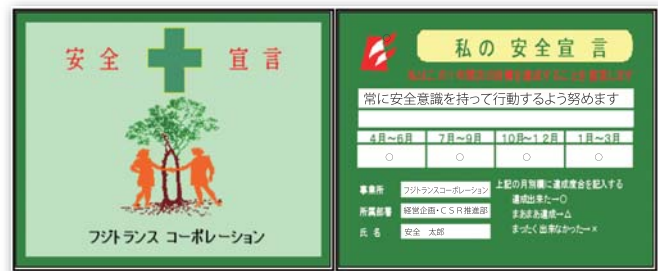 安全 宣言
フジトランス コーポレーション
私の 安全宣言
常に安全意識を持って行動するよう努めます
4月〜6月 7月〜9月 10月〜12月 1月〜3月
○ ○ ○ ○
事業所 フジトランスコーポレーション
所属部署 経営企画・CSR推進部
氏名 安全 太郎
上記の月別欄に達成度合を記入する
達成出来た→○
まあまあ達成→△
まったく出来なかった→×